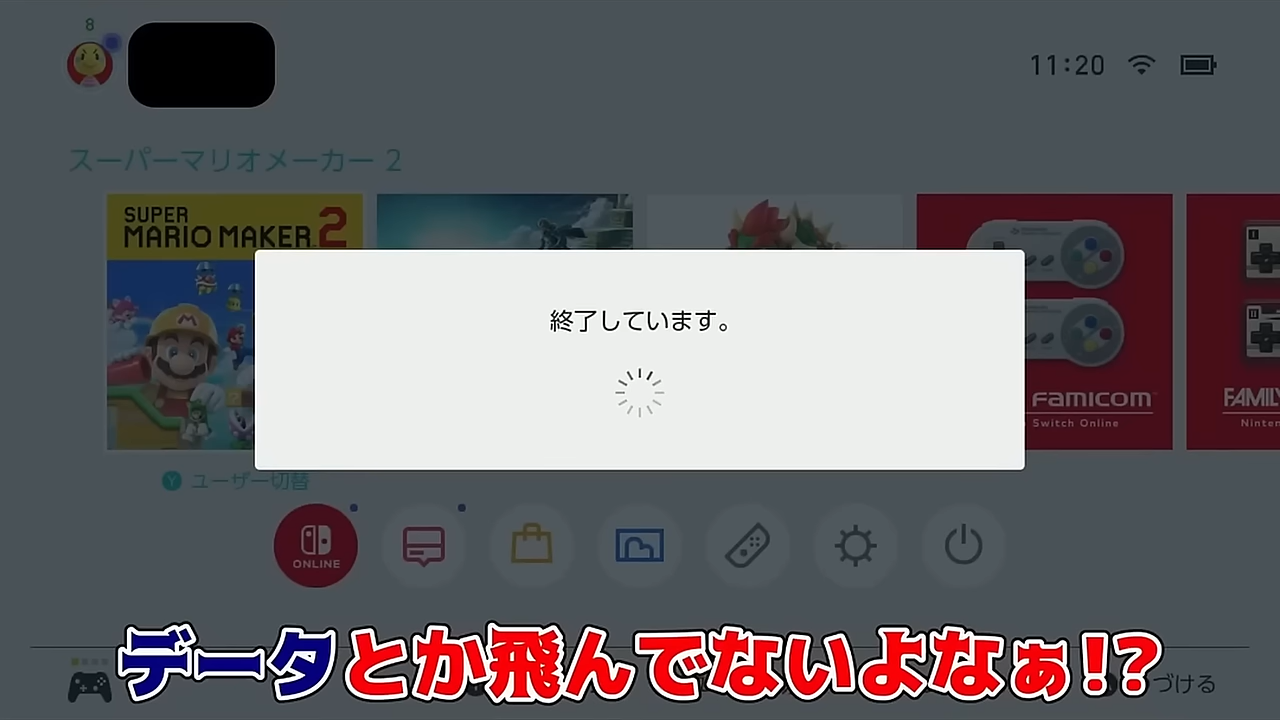 8
11:20
スーパーマリオメーカー 2
SUPER
MARIO MAKER 2
終了しています。
FAMICOM
Switch Online
FAMILY
Ninten
Y ユーザー切替
ONLINE
データとか飛んでないよなぁ!?
づける